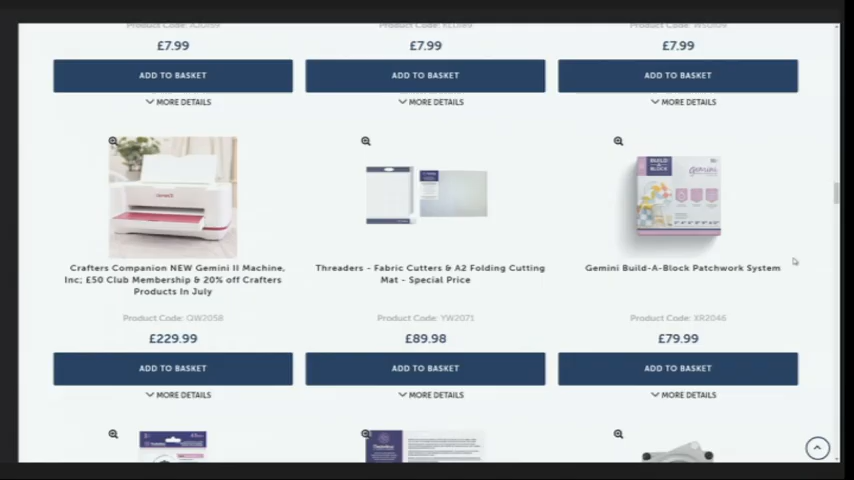 £7.99 £7.99 £7.99
ADD TO BASKET ADD TO BASKET ADD TO BASKET
MORE DETAILS MORE DETAILS MORE DETAILS
BUILD
BLOCK
Gemini
Crafters Companion NEW Gemini II Machine,
Inc; £50 Club Membership & 20% off Crafters
Products In July
Threaders - Fabric Cutters & A2 Folding Cutting
Mat - Special Price
Gemini Build-A-Block Patchwork System
Product Code: QW2058 Product Code: YW2071 Product Code: XR2046
£229.99 £89.98 £79.99
ADD TO BASKET ADD TO BASKET ADD TO BASKET
MORE DETAILS MORE DETAILS MORE DETAILS